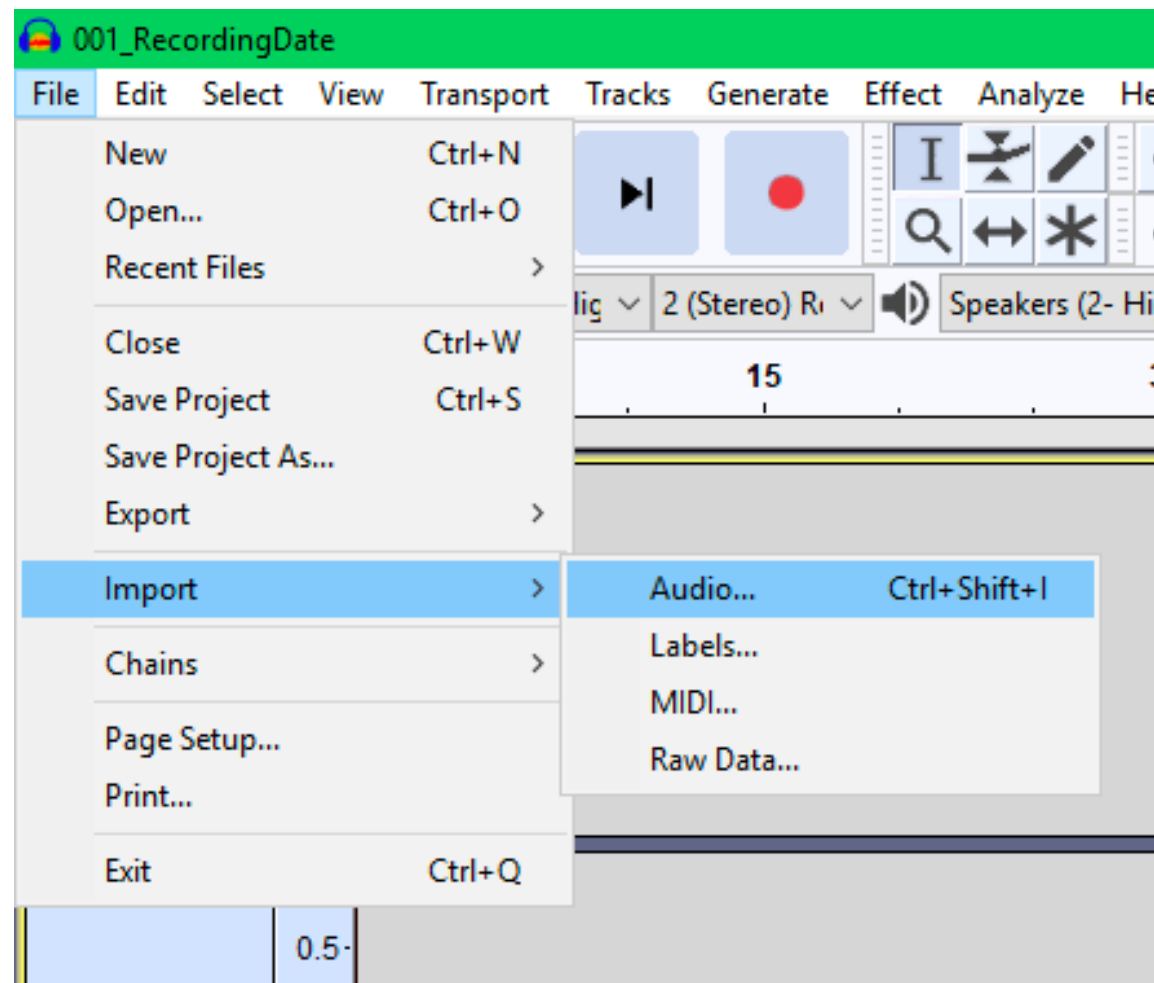 001_RecordingDate
File Edit Select View Transport Tracks Generate Effect Analyze
New Ctrl+N
Open... Ctrl+O
Recent Files
2 (Stereo) Speakers (2-
Close Ctrl+W
15
Save Project Ctrl+S
Save Project As...
Export
Import Audio... Ctrl+Shift+I
Labels...
Chains
MIDI...
Page Setup...
Raw Data...
Print...
Exit Ctrl+Q
0.5